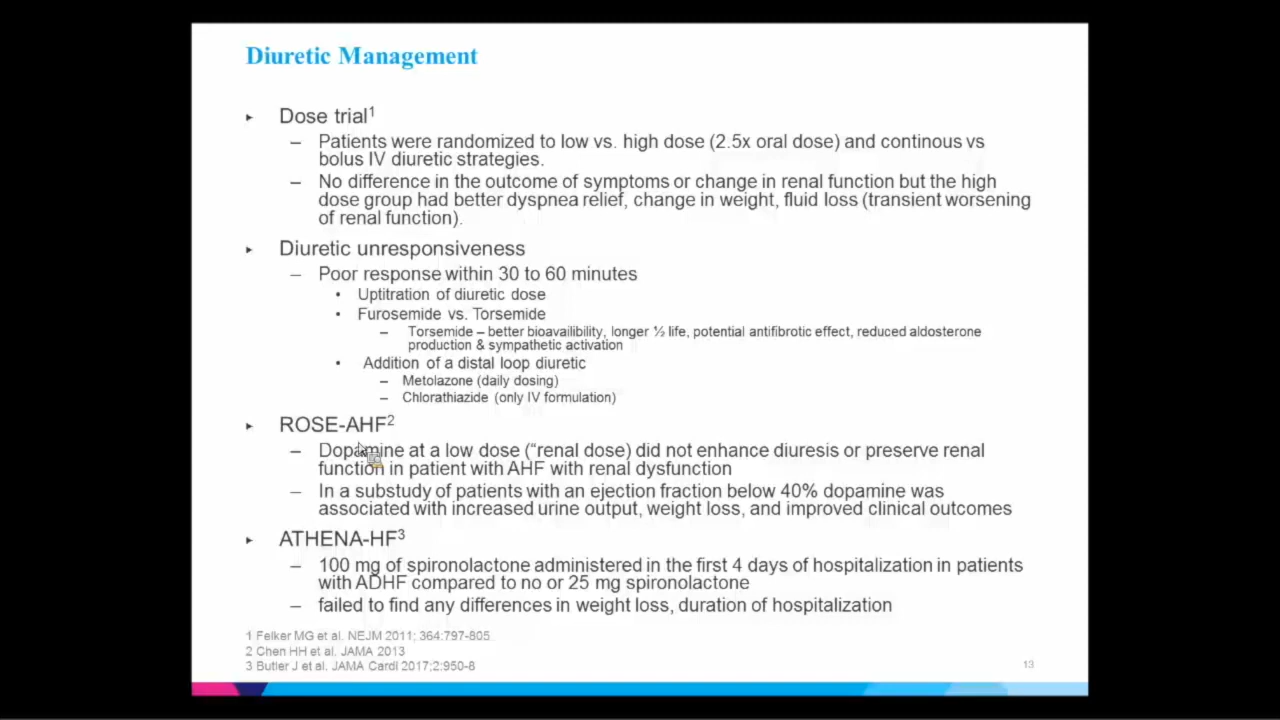 Diuretic Management
▸ Dose trial¹
– Patients were randomized to low vs. high dose (2.5x oral dose) and continous vs
bolus IV diuretic strategies.
– No difference in the outcome of symptoms or change in renal function but the high
dose group had better dyspnea relief, change in weight, fluid loss (transient worsening
of renal function).
▸ Diuretic unresponsiveness
– Poor response within 30 to 60 minutes
• Uptitration of diuretic dose
• Furosemide vs. Torsemide
– Torsemide – better bioavailibility, longer ½ life, potential antifibrotic effect, reduced aldosterone
production & sympathetic activation
• Addition of a distal loop diuretic
– Metolazone (daily dosing)
– Chlorathiazide (only IV formulation)
▸ ROSE-AHF²
– Dopamine at a low dose (“renal dose) did not enhance diuresis or preserve renal
function in patient with AHF with renal dysfunction
– In a substudy of patients with an ejection fraction below 40% dopamine was
associated with increased urine output, weight loss, and improved clinical outcomes
▸ ATHENA-HF³
– 100 mg of spironolactone administered in the first 4 days of hospitalization in patients
with ADHF compared to no or 25 mg spironolactone
– failed to find any differences in weight loss, duration of hospitalization
1 Felker MG et al. NEJM 2011; 364:797-805
2 Chen HH et al. JAMA 2013
3 Butler J et al. JAMA Cardi 2017;2:950-8
13